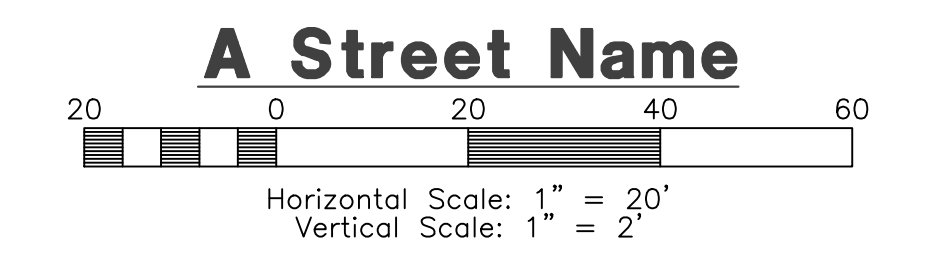 A Street Name
20 0 20 40 60
Horizontal Scale: 1" = 20'
Vertical Scale: 1" = 2'